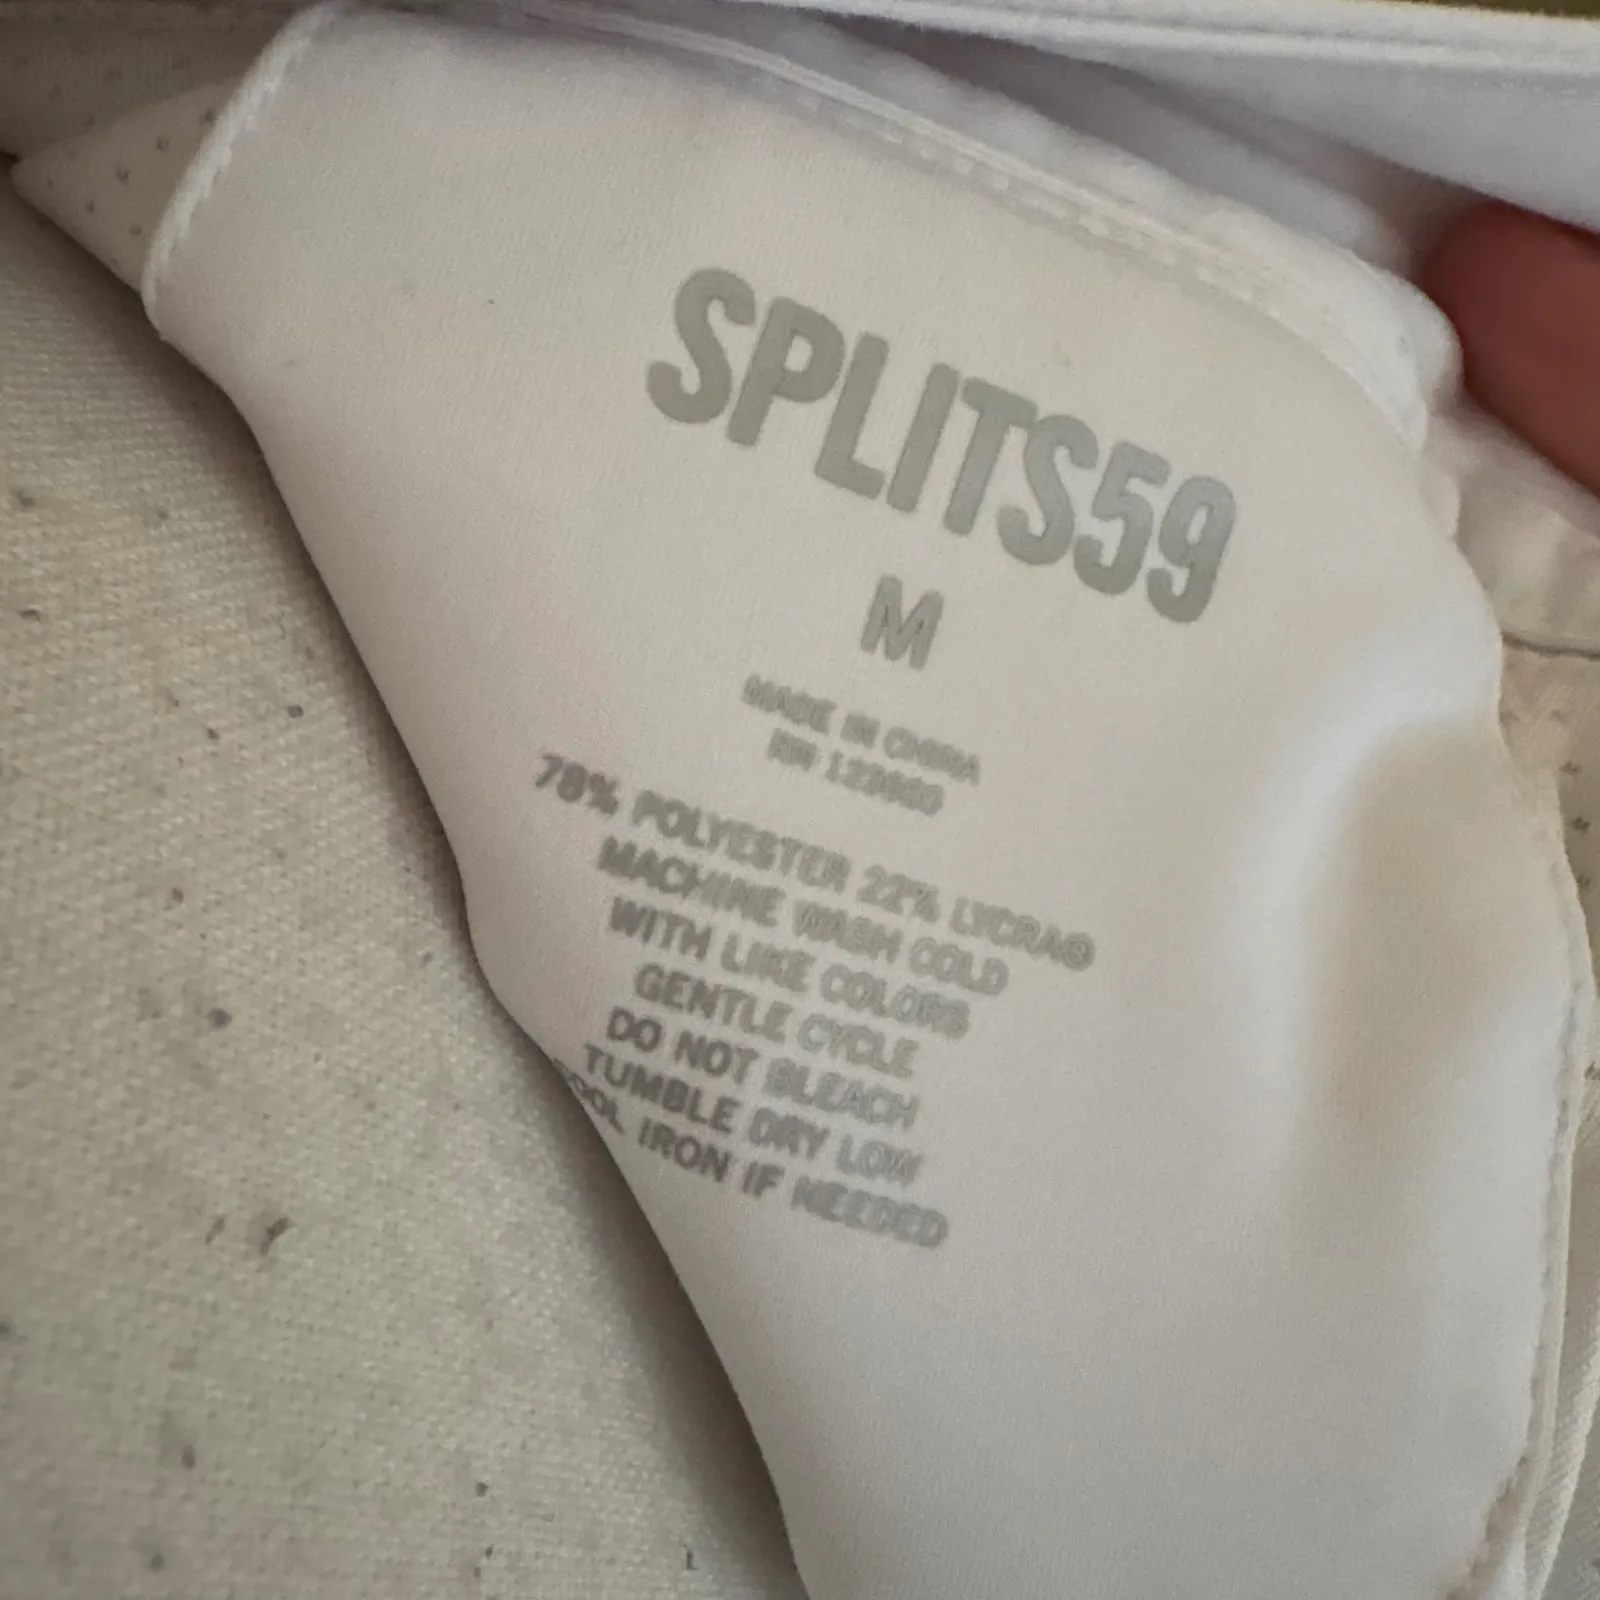 SPLITS59
M
MADE IN CHINA
RN
78% POLYESTER 22% LYCRA®
MACHINE WASH COLD
WITH LIKE COLORS
GENTLE CYCLE
DO NOT BLEACH
TUMBLE DRY LOW
IRON IF NEEDED